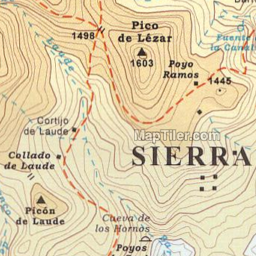 Pico
de Lézar
1498
Fuente
la Canal
1603
Poyo
Ramos
1445
Laude
Cortijo
de Laude
MapTiler.com
SIERRA
Collado
de Laude
Picón
de Laude
Cueva de
los Hornos
Poyos